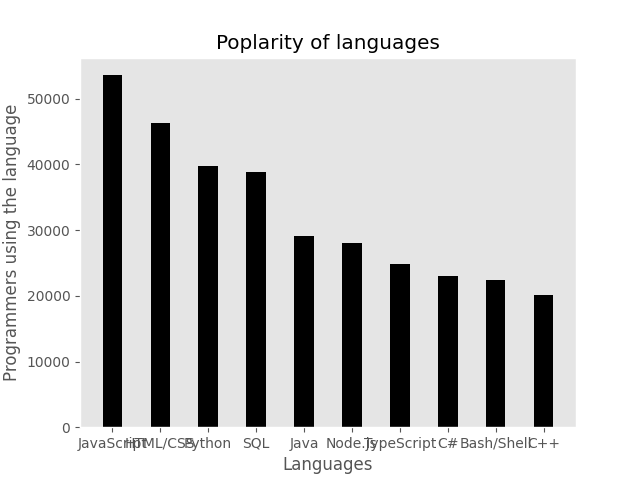 Poplarity of languages
Programmers using the language
50000
40000
30000
20000
10000
0
JavaScript HTML/CSS Python SQL Java Node.Js TypeScript C# Bash/Shell C++
Languages